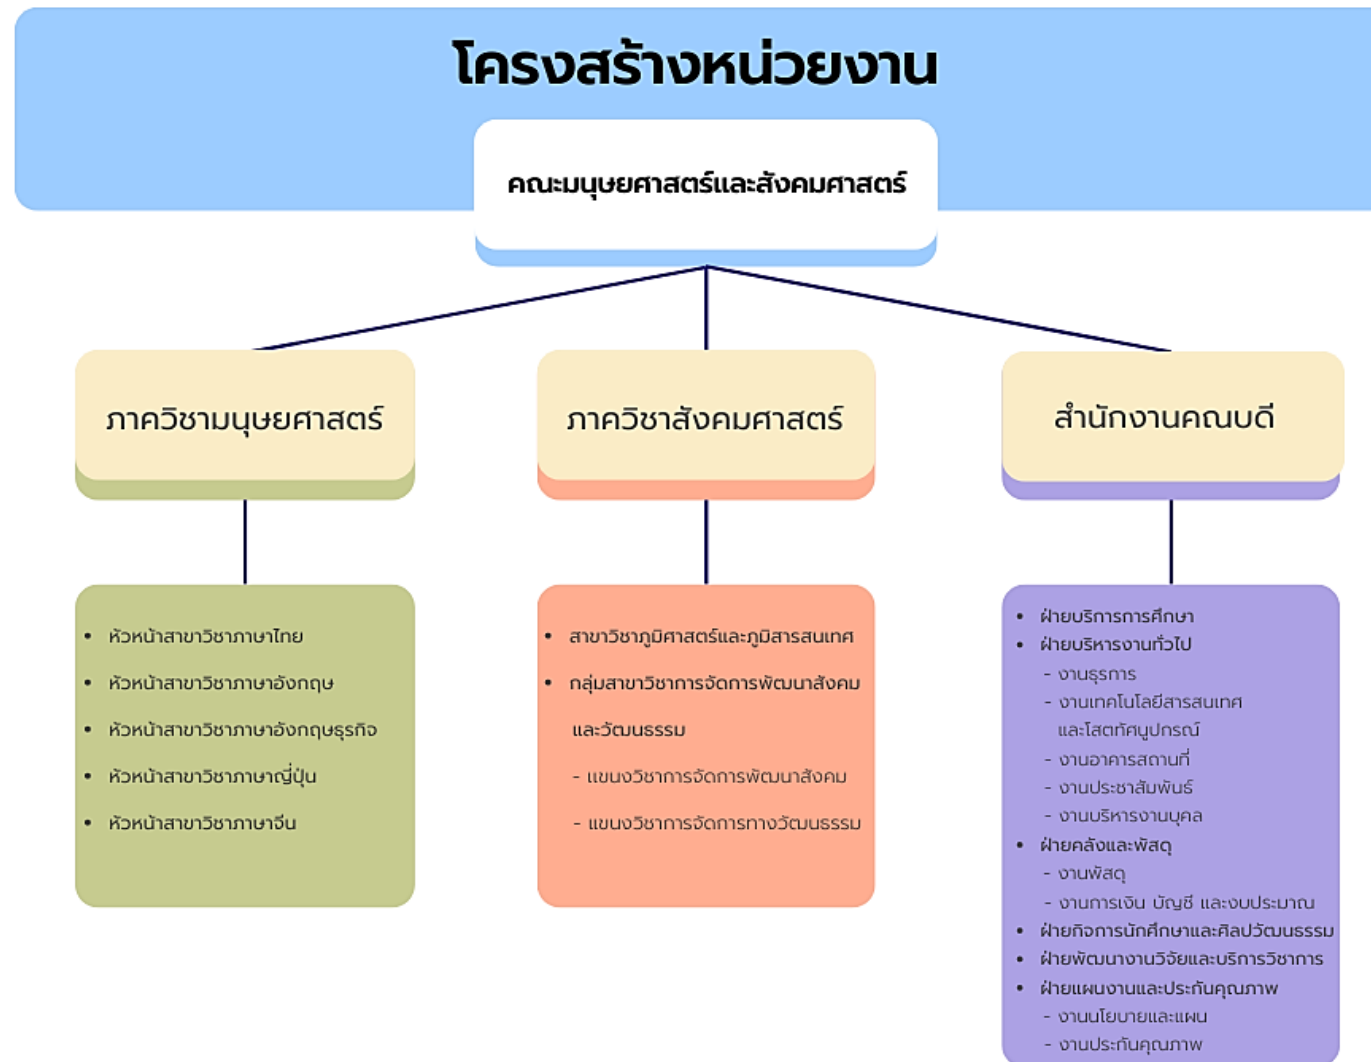 โครงสร้างหน่วยงาน
คณะมนุษยศาสตร์และสังคมศาสตร์
ภาควิชามนุษยศาสตร์
• หัวหน้าสาขาวิชาภาษาไทย
• หัวหน้าสาขาวิชาภาษาอังกฤษ
• หัวหน้าสาขาวิชาภาษาอังกฤษธุรกิจ
• หัวหน้าสาขาวิชาภาษาญี่ปุ่น
• หัวหน้าสาขาวิชาภาษาจีน
ภาควิชาสังคมศาสตร์
• สาขาวิชาภูมิศาสตร์และภูมิสารสนเทศ
• กลุ่มสาขาวิชาการจัดการพัฒนาสังคม
และวัฒนธรรม
- แขนงวิชาการจัดการพัฒนาสังคม
- แขนงวิชาการจัดการทางวัฒนธรรม
สำนักงานคณบดี
• ฝ่ายบริการการศึกษา
• ฝ่ายบริหารงานทั่วไป
- งานธุรการ
- งานเทคโนโลยีสารสนเทศ
และโสตทัศนูปกรณ์
- งานอาคารสถานที่
- งานประชาสัมพันธ์
- งานบริหารงานบุคล
• ฝ่ายคลังและพัสดุ
- งานพัสดุ
- งานการเงิน บัญชี และงบประมาณ
• ฝ่ายกิจการนักศึกษาและศิลปวัฒนธรรม
• ฝ่ายพัฒนางานวิจัยและบริการวิชาการ
• ฝ่ายแผนงานและประกันคุณภาพ
- งานนโยบายและแผน
- งานประกันคุณภาพ